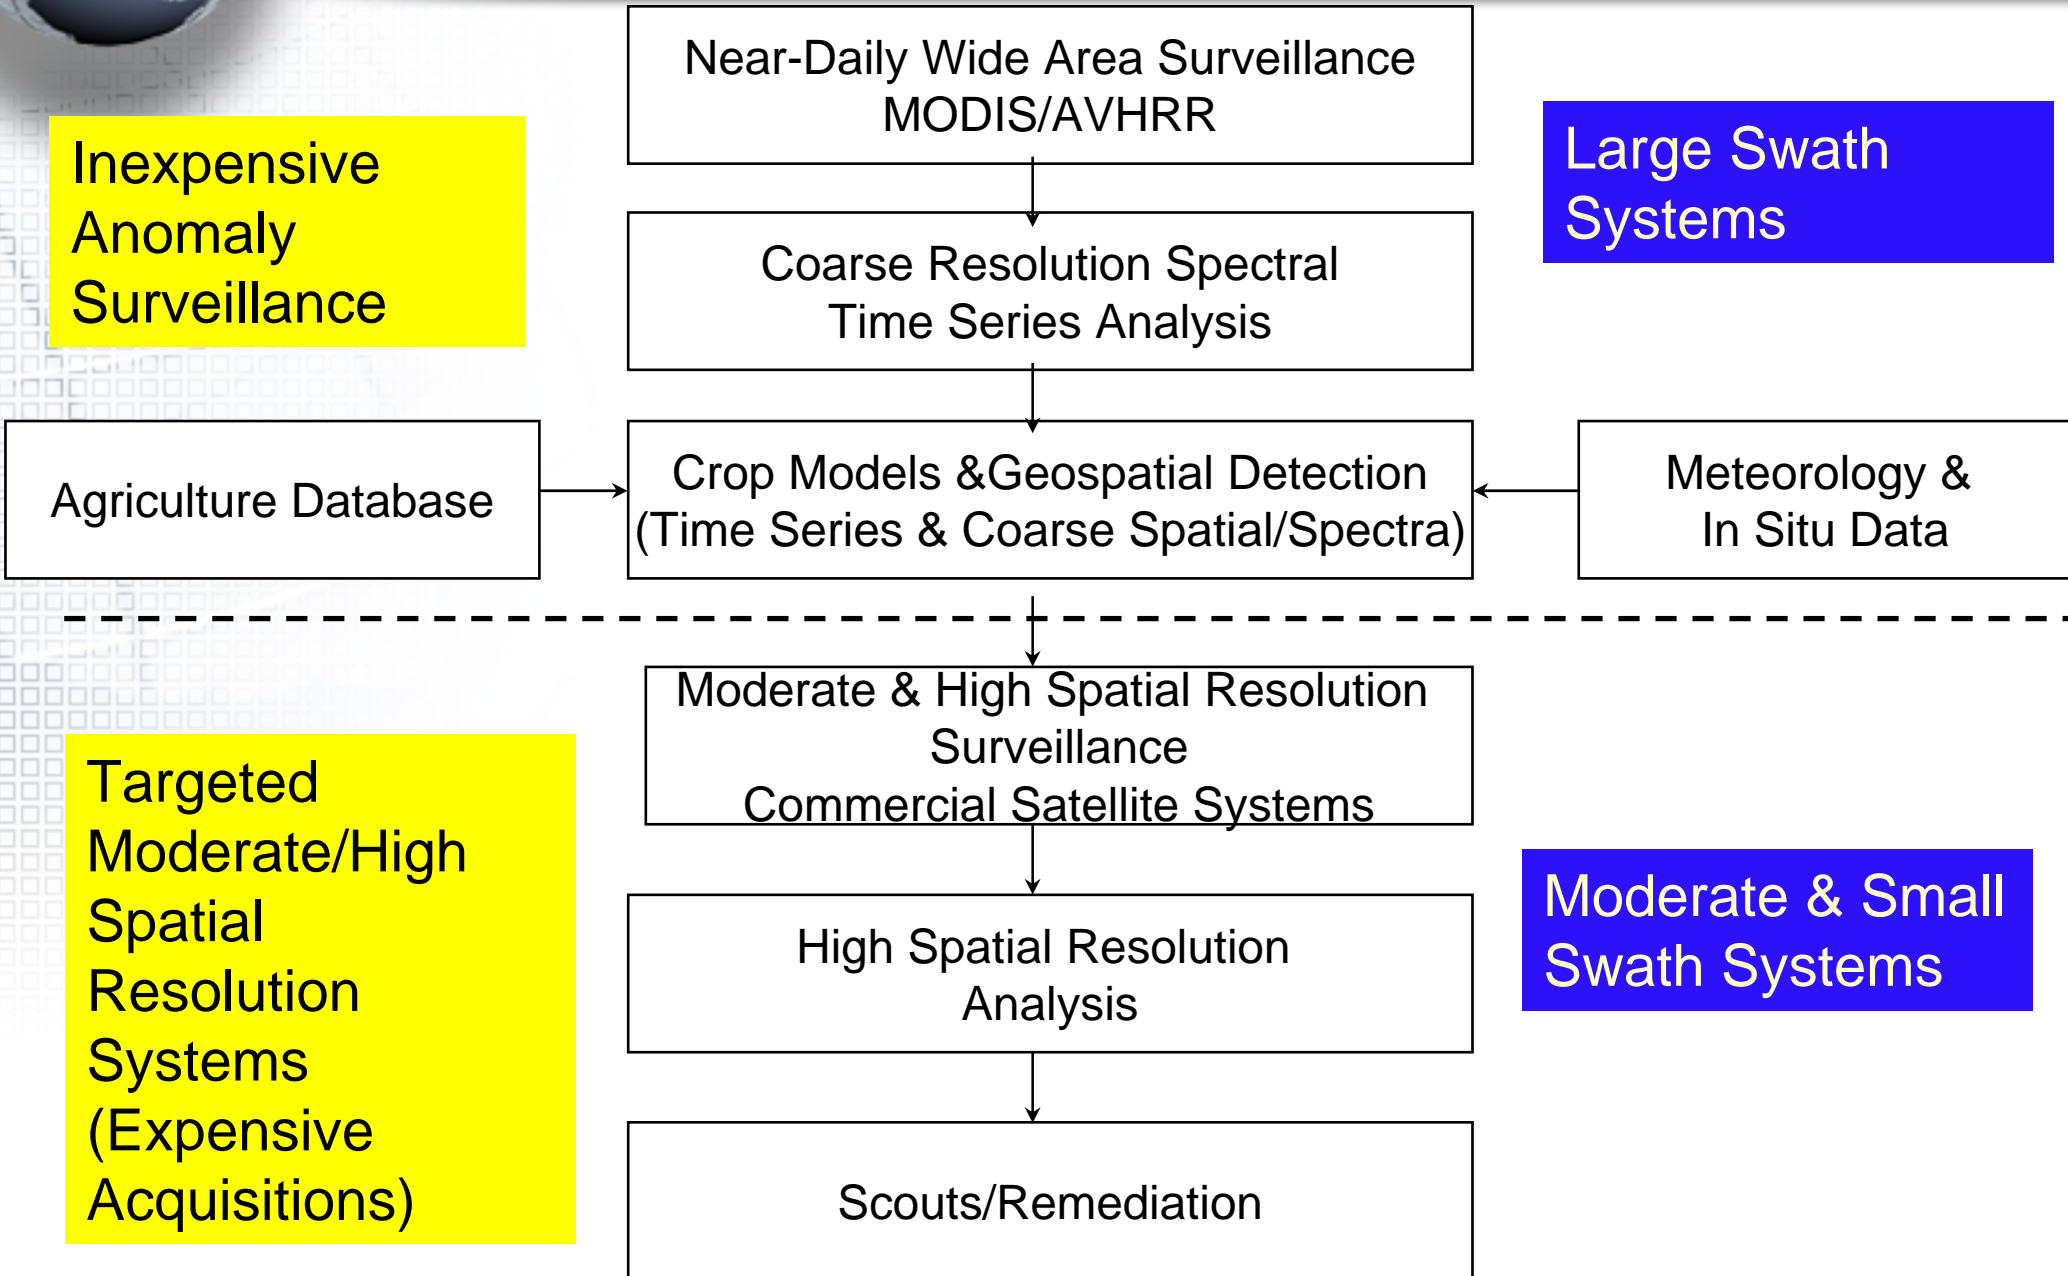 Near-Daily Wide Area Surveillance
MODIS/AVHRR
Inexpensive
Anomaly
Surveillance
Large Swath
Systems
Coarse Resolution Spectral
Time Series Analysis
Agriculture Database
Crop Models &Geospatial Detection
(Time Series & Coarse Spatial/Spectra)
Meteorology &
In Situ Data
Moderate & High Spatial Resolution
Surveillance
Commercial Satellite Systems
Targeted
Moderate/High
Spatial
Resolution
Systems
(Expensive
Acquisitions)
High Spatial Resolution
Analysis
Moderate & Small
Swath Systems
Scouts/Remediation